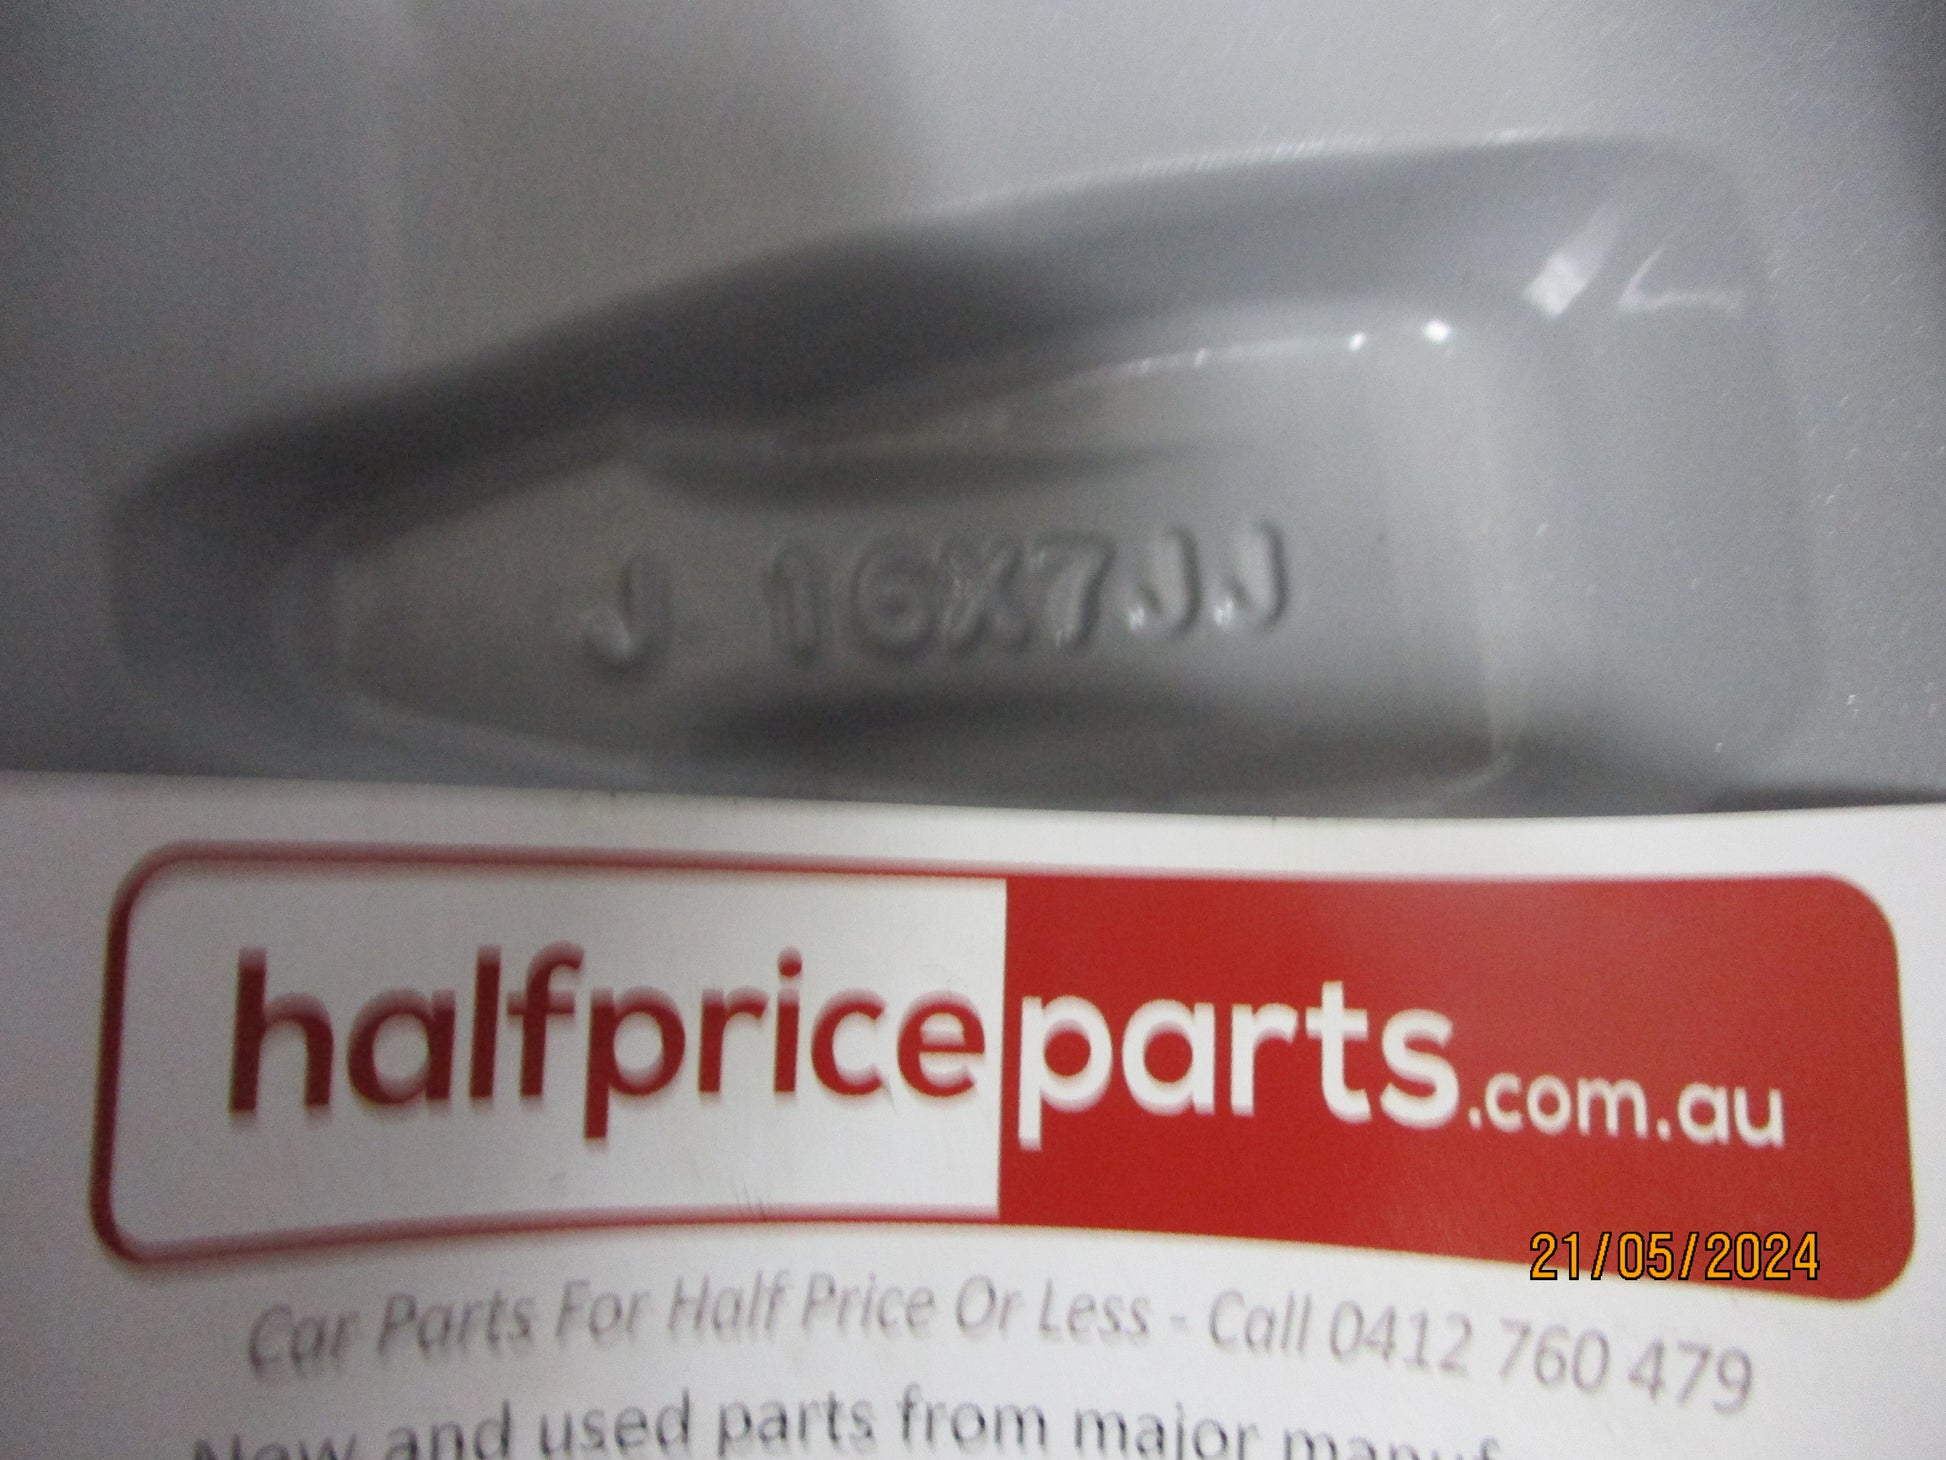 J 16X7JJ
halfpriceparts.com.au
21/05/2024
Car Parts For Half Price Or Less - Call 0412 760 479
New and used parts from major